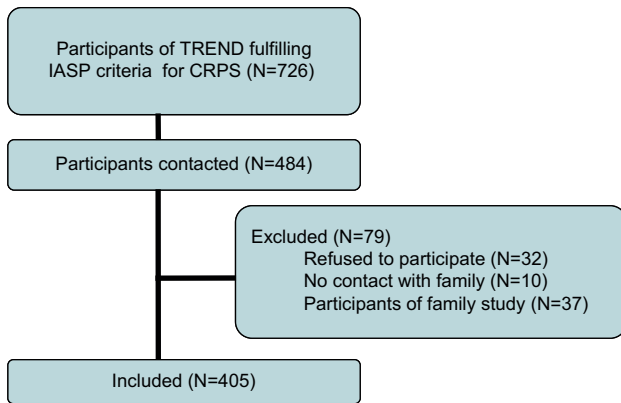 Participants of TREND fulfilling
IASP criteria for CRPS (N=726)
Participants contacted (N=484)
Excluded (N=79)
Refused to participate (N=32)
No contact with family (N=10)
Participants of family study (N=37)
Included (N=405)